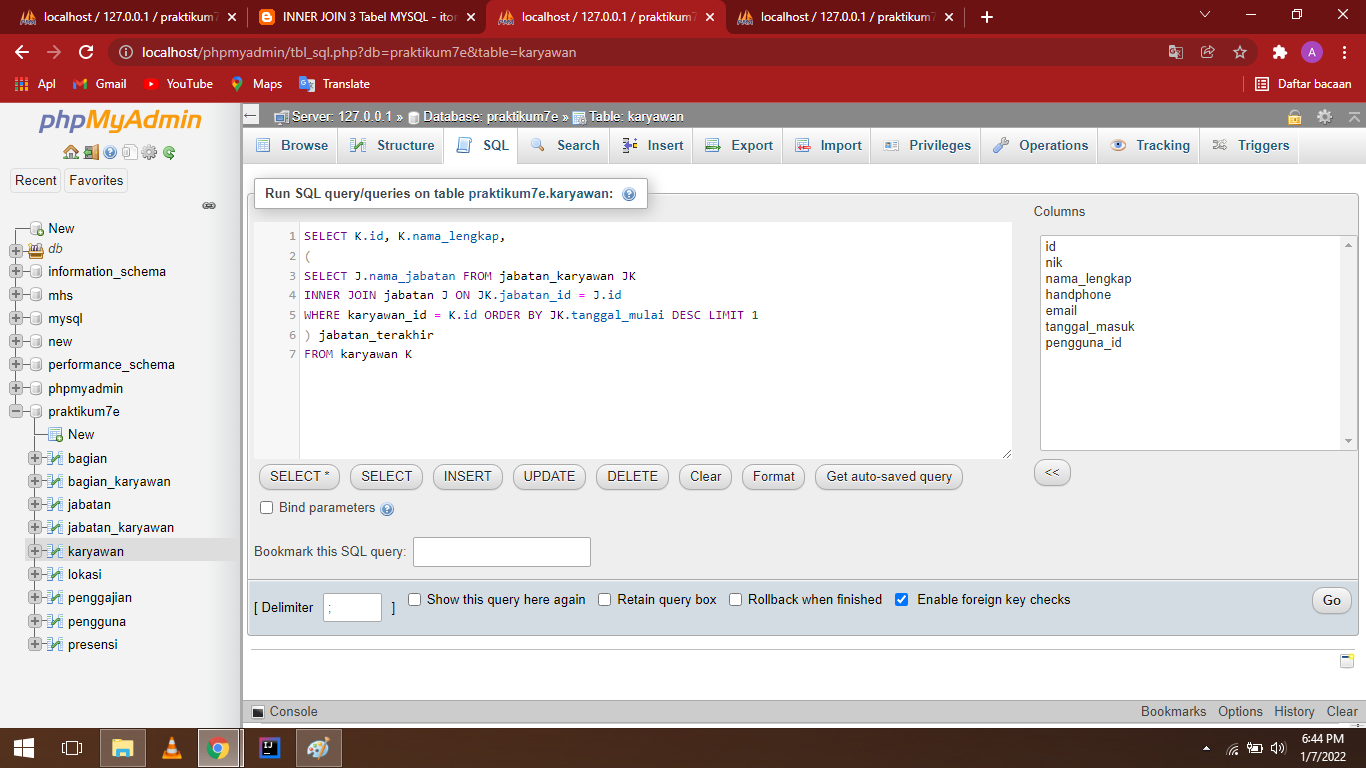 localhost / 127.0.0.1 / praktikum7
INNER JOIN 3 Tabel MYSQL - itor
localhost / 127.0.0.1 / praktikum7
localhost / 127.0.0.1 / praktikum7
localhost/phpmyadmin/tbl_sql.php?db=praktikum7e&table=karyawan
A
Apl
Gmail
YouTube
Maps
Translate
Daftar bacaan
phpMyAdmin
Recent
Favorites
New
db
information_schema
mhs
mysql
new
performance_schema
phpmyadmin
praktikum7e
New
bagian
bagian_karyawan
jabatan
jabatan_karyawan
karyawan
lokasi
penggajian
pengguna
presensi
Server: 127.0.0.1 » Database: praktikum7e » Table: karyawan
Browse
Structure
SQL
Search
Insert
Export
Import
Privileges
Operations
Tracking
Triggers
Run SQL query/queries on table praktikum7e.karyawan:
1 SELECT K.id, K.nama_lengkap,
2 (
3 SELECT J.nama_jabatan FROM jabatan_karyawan JK
4 INNER JOIN jabatan J ON JK.jabatan_id = J.id
5 WHERE karyawan_id = K.id ORDER BY JK.tanggal_mulai DESC LIMIT 1
6 ) jabatan_terakhir
7 FROM karyawan K
Columns
id
nik
nama_lengkap
handphone
email
tanggal_masuk
pengguna_id
SELECT *
SELECT
INSERT
UPDATE
DELETE
Clear
Format
Get auto-saved query
<<
Bind parameters
Bookmark this SQL query:
[ Delimiter ; ]
Show this query here again
Retain query box
Rollback when finished
Enable foreign key checks
Go
Console
Bookmarks
Options
History
Clear
6:44 PM
1/7/2022